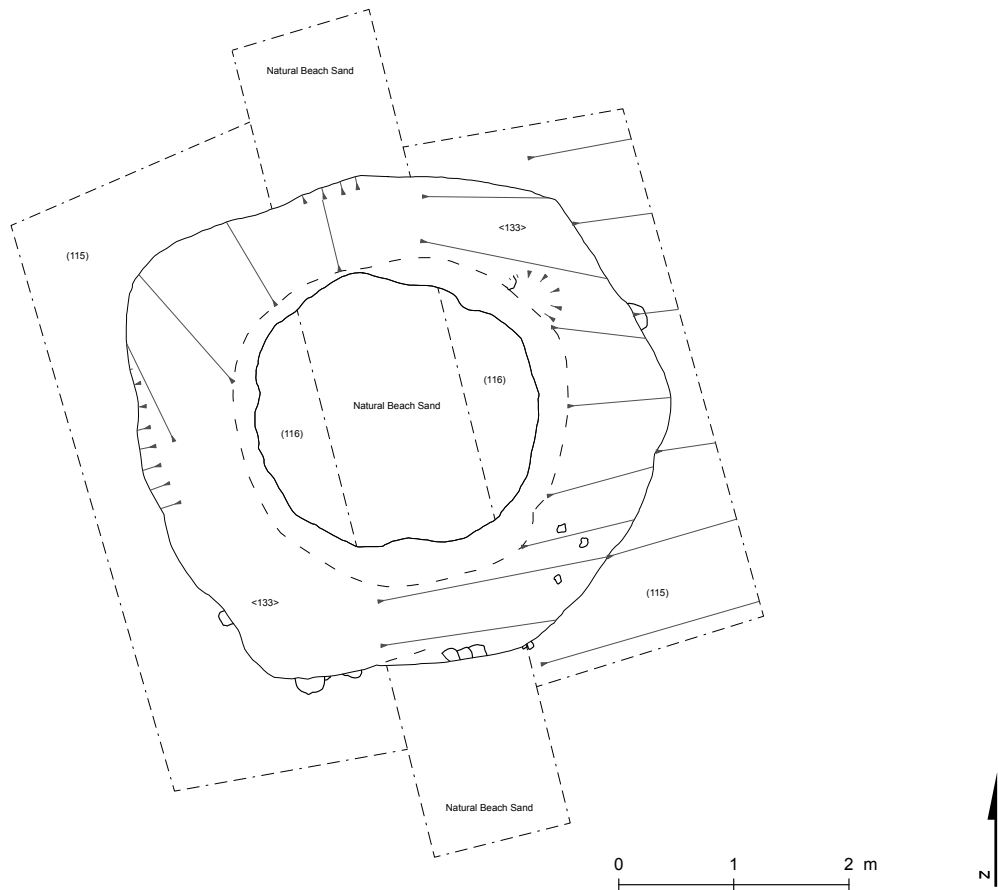 Natural Beach Sand
<133>
(115)
(116)
Natural Beach Sand
(116)
(115)
<133>
Natural Beach Sand
0 1 2 m
N